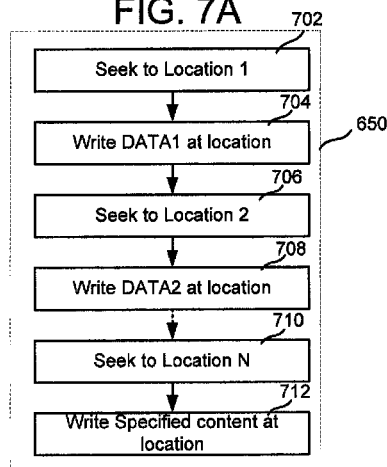 FIG. 7A
702
Seek to Location 1
704
Write DATA1 at location
650
706
Seek to Location 2
708
Write DATA2 at location
710
Seek to Location N
712
Write Specified content at
location